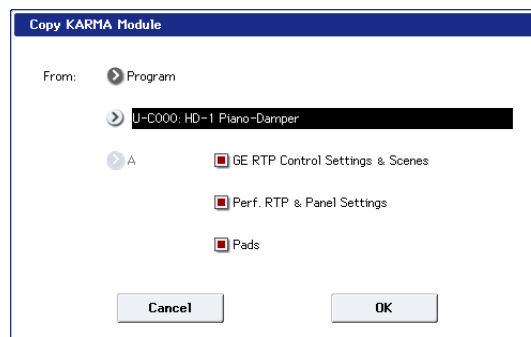 Copy KARMA Module
From: Program
U-C000: HD-1 Piano-Damper
A GE RTP Control Settings & Scenes
Perf. RTP & Panel Settings
Pads
Cancel OK